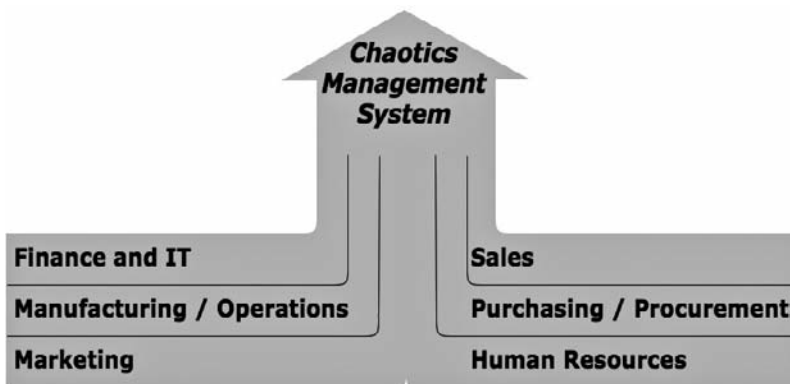 Chaotics
Management
System
Finance and IT
Manufacturing / Operations
Marketing
Sales
Purchasing / Procurement
Human Resources